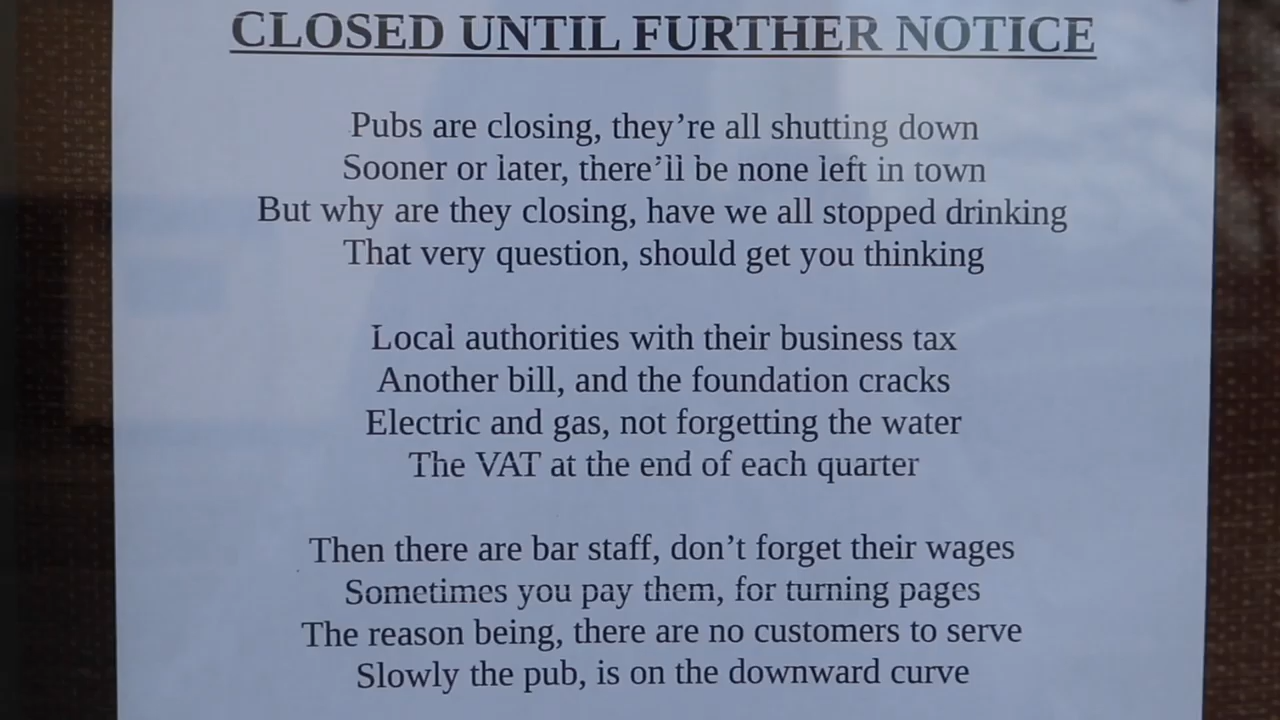 CLOSED UNTIL FURTHER NOTICE
Pubs are closing, they’re all shutting down
Sooner or later, there’ll be none left in town
But why are they closing, have we all stopped drinking
That very question, should get you thinking
Local authorities with their business tax
Another bill, and the foundation cracks
Electric and gas, not forgetting the water
The VAT at the end of each quarter
Then there are bar staff, don’t forget their wages
Sometimes you pay them, for turning pages
The reason being, there are no customers to serve
Slowly the pub, is on the downward curve